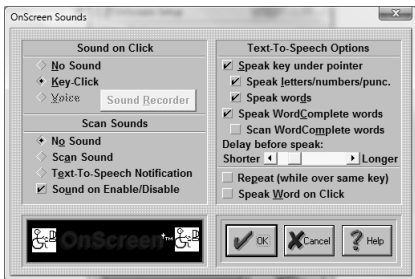 OnScreen Sounds
Sound on Click
No Sound
Key-Click
Voice
Sound Recorder
Scan Sounds
No Sound
Scan Sound
Text-To-Speech Notification
Sound on Enable/Disable
OnScreen™
Text-To-Speech Options
Speak key under pointer
Speak letters/numbers/punc.
Speak words
Speak WordComplete words
Scan WordComplete words
Delay before speak:
Shorter Longer
Repeat (while over same key)
Speak Word on Click
OK Cancel Help